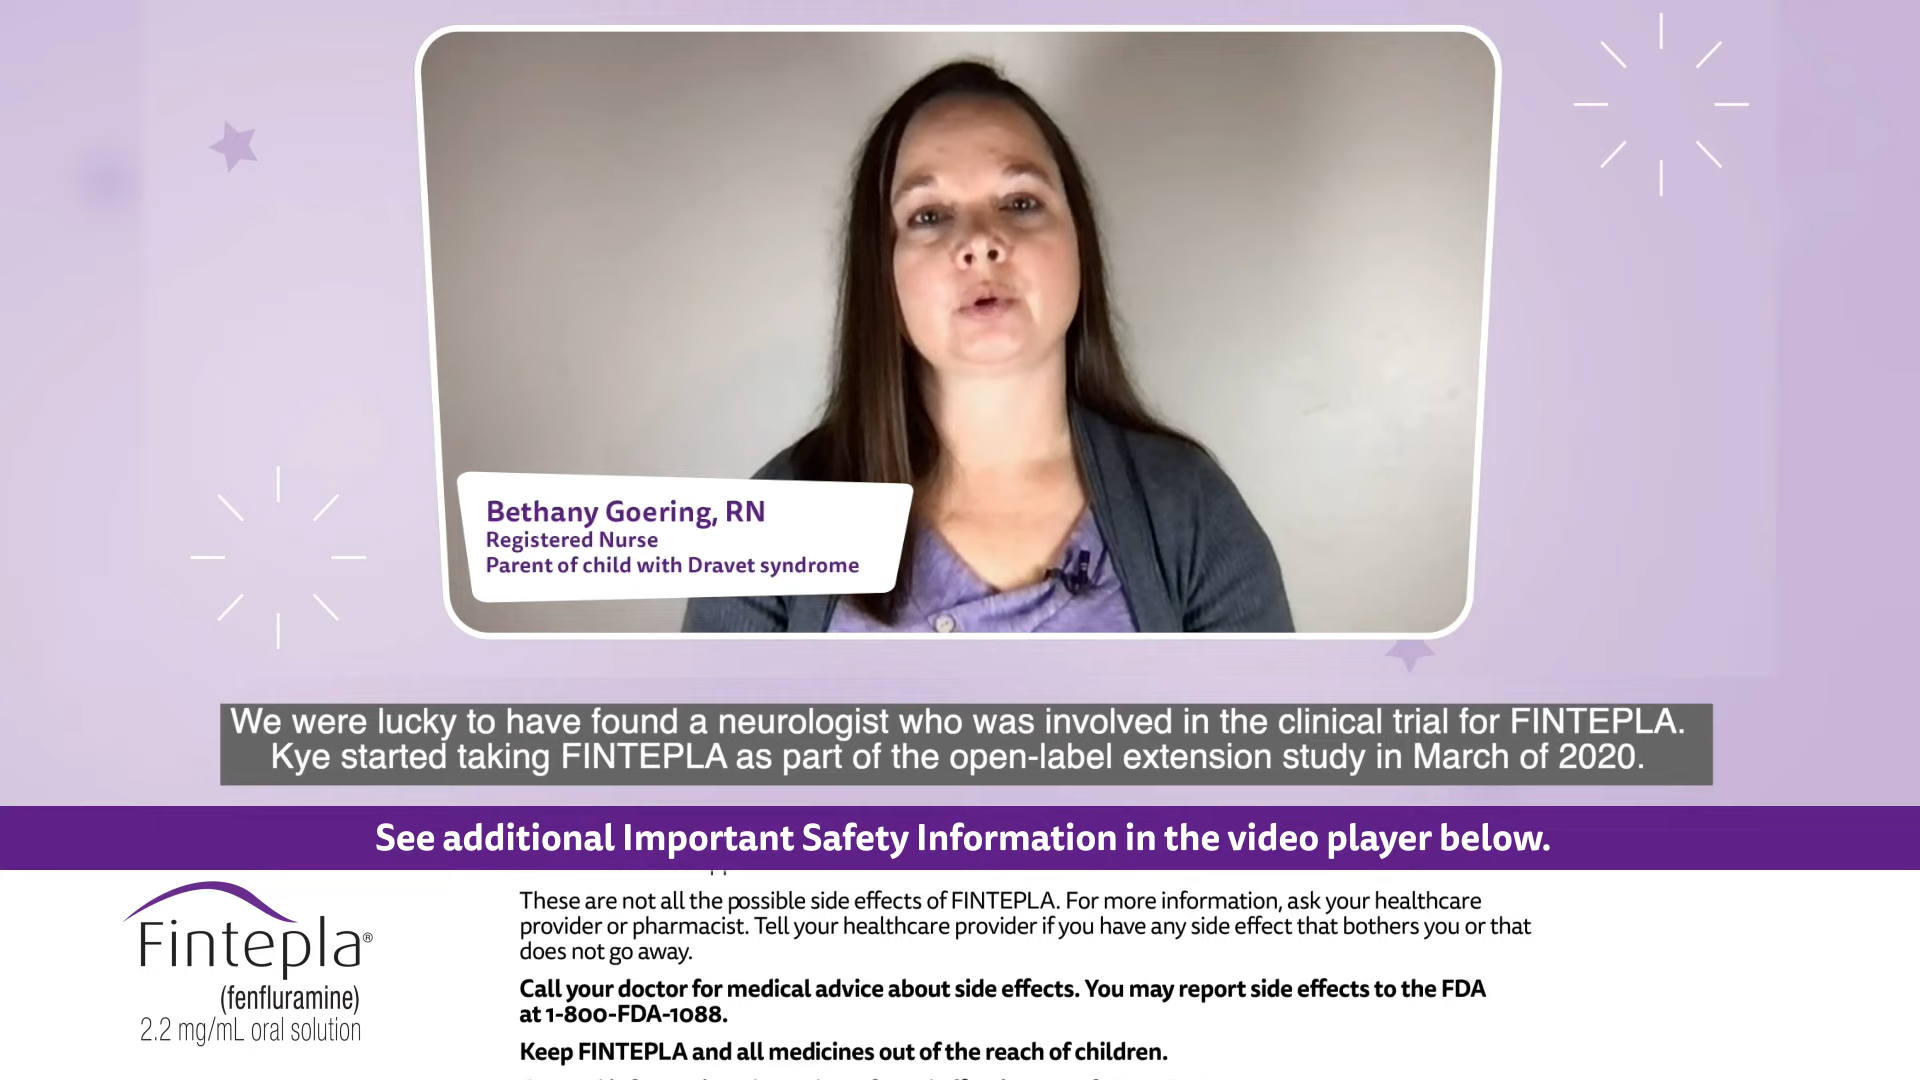 Bethany Goering, RN
Registered Nurse
Parent of child with Dravet syndrome
We were lucky to have found a neurologist who was involved in the clinical trial for FINTEPLA.
Kye started taking FINTEPLA as part of the open-label extension study in March of 2020.
See additional Important Safety Information in the video player below.
Fintepla®
(fenfluramine)
2.2 mg/mL oral solution
These are not all the possible side effects of FINTEPLA. For more information, ask your healthcare
provider or pharmacist. Tell your healthcare provider if you have any side effect that bothers you or that
does not go away.
Call your doctor for medical advice about side effects. You may report side effects to the FDA
at 1-800-FDA-1088.
Keep FINTEPLA and all medicines out of the reach of children.